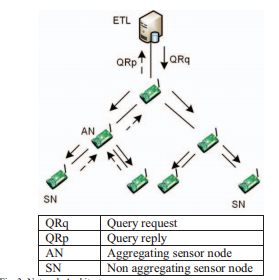 ETL
QRp
QRq
AN
SN
SN
QRq Query request
QRp Query reply
AN Aggregating sensor node
SN Non aggregating sensor node